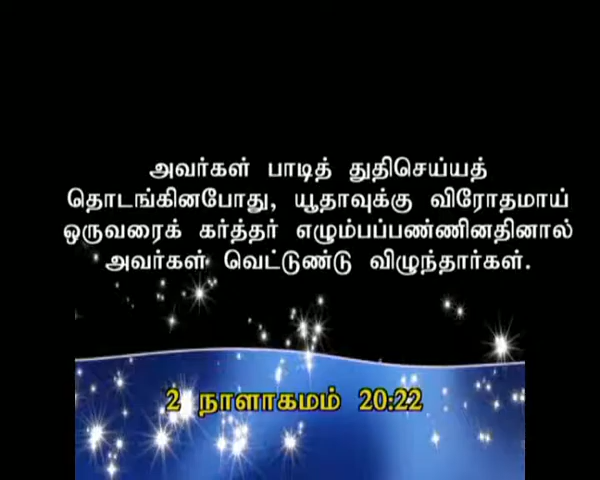 அவர்கள் பாடித் துதிசெய்யத்
தொடங்கினபோது, யூதாவுக்கு விரோதமாய்
ஒருவரைக் கர்த்தர் எழும்பப்பண்ணினதினால்
அவர்கள் வெட்டுண்டு விழுந்தார்கள்.
2 நாளாகமம் 20:22